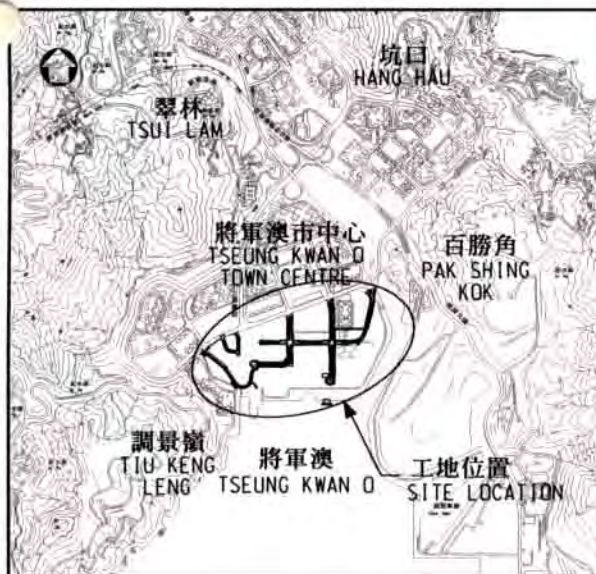 坑口
HANG HAU
翠林
TSUI LAM
將軍澳市中心
TSEUNG KWAN O
TOWN CENTRE
百勝角
PAK SHING
KOK
調景嶺
TIU KENG
LENG
將軍澳
TSEUNG KWAN O
工地位置
SITE LOCATION